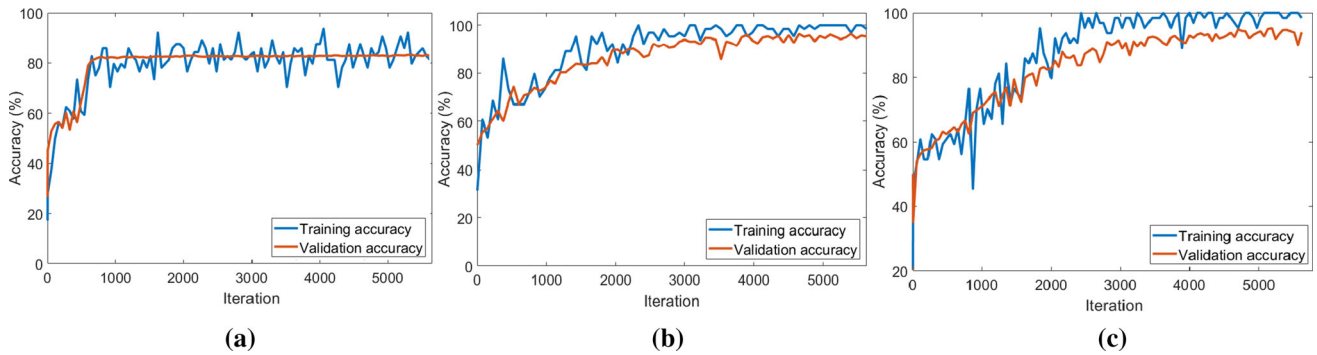 100
80
60
40
20
0
Accuracy (%)
0 1000 2000 3000 4000 5000
Iteration
Training accuracy
Validation accuracy
(a)
100
80
60
40
20
0
Accuracy (%)
0 1000 2000 3000 4000 5000
Iteration
Training accuracy
Validation accuracy
(b)
100
80
60
40
20
Accuracy (%)
0 1000 2000 3000 4000 5000
Iteration
Training accuracy
Validation accuracy
(c)